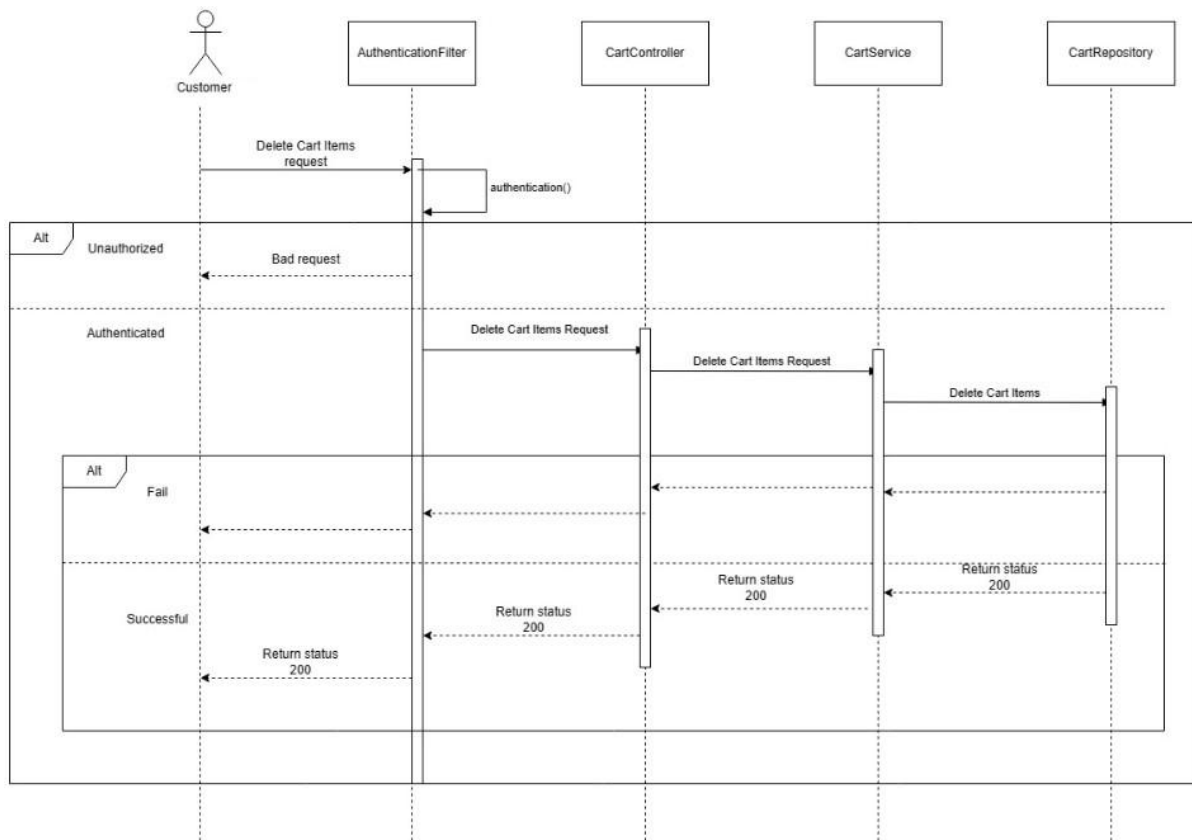 Customer
AuthenticationFilter
CartController
CartService
CartRepository
Delete Cart Items
request
authentication()
Alt
Unauthorized
Bad request
Authenticated
Delete Cart Items Request
Delete Cart Items Request
Delete Cart Items
Alt
Fail
Return status
200
Return status
200
Return status
200
Successful
Return status
200